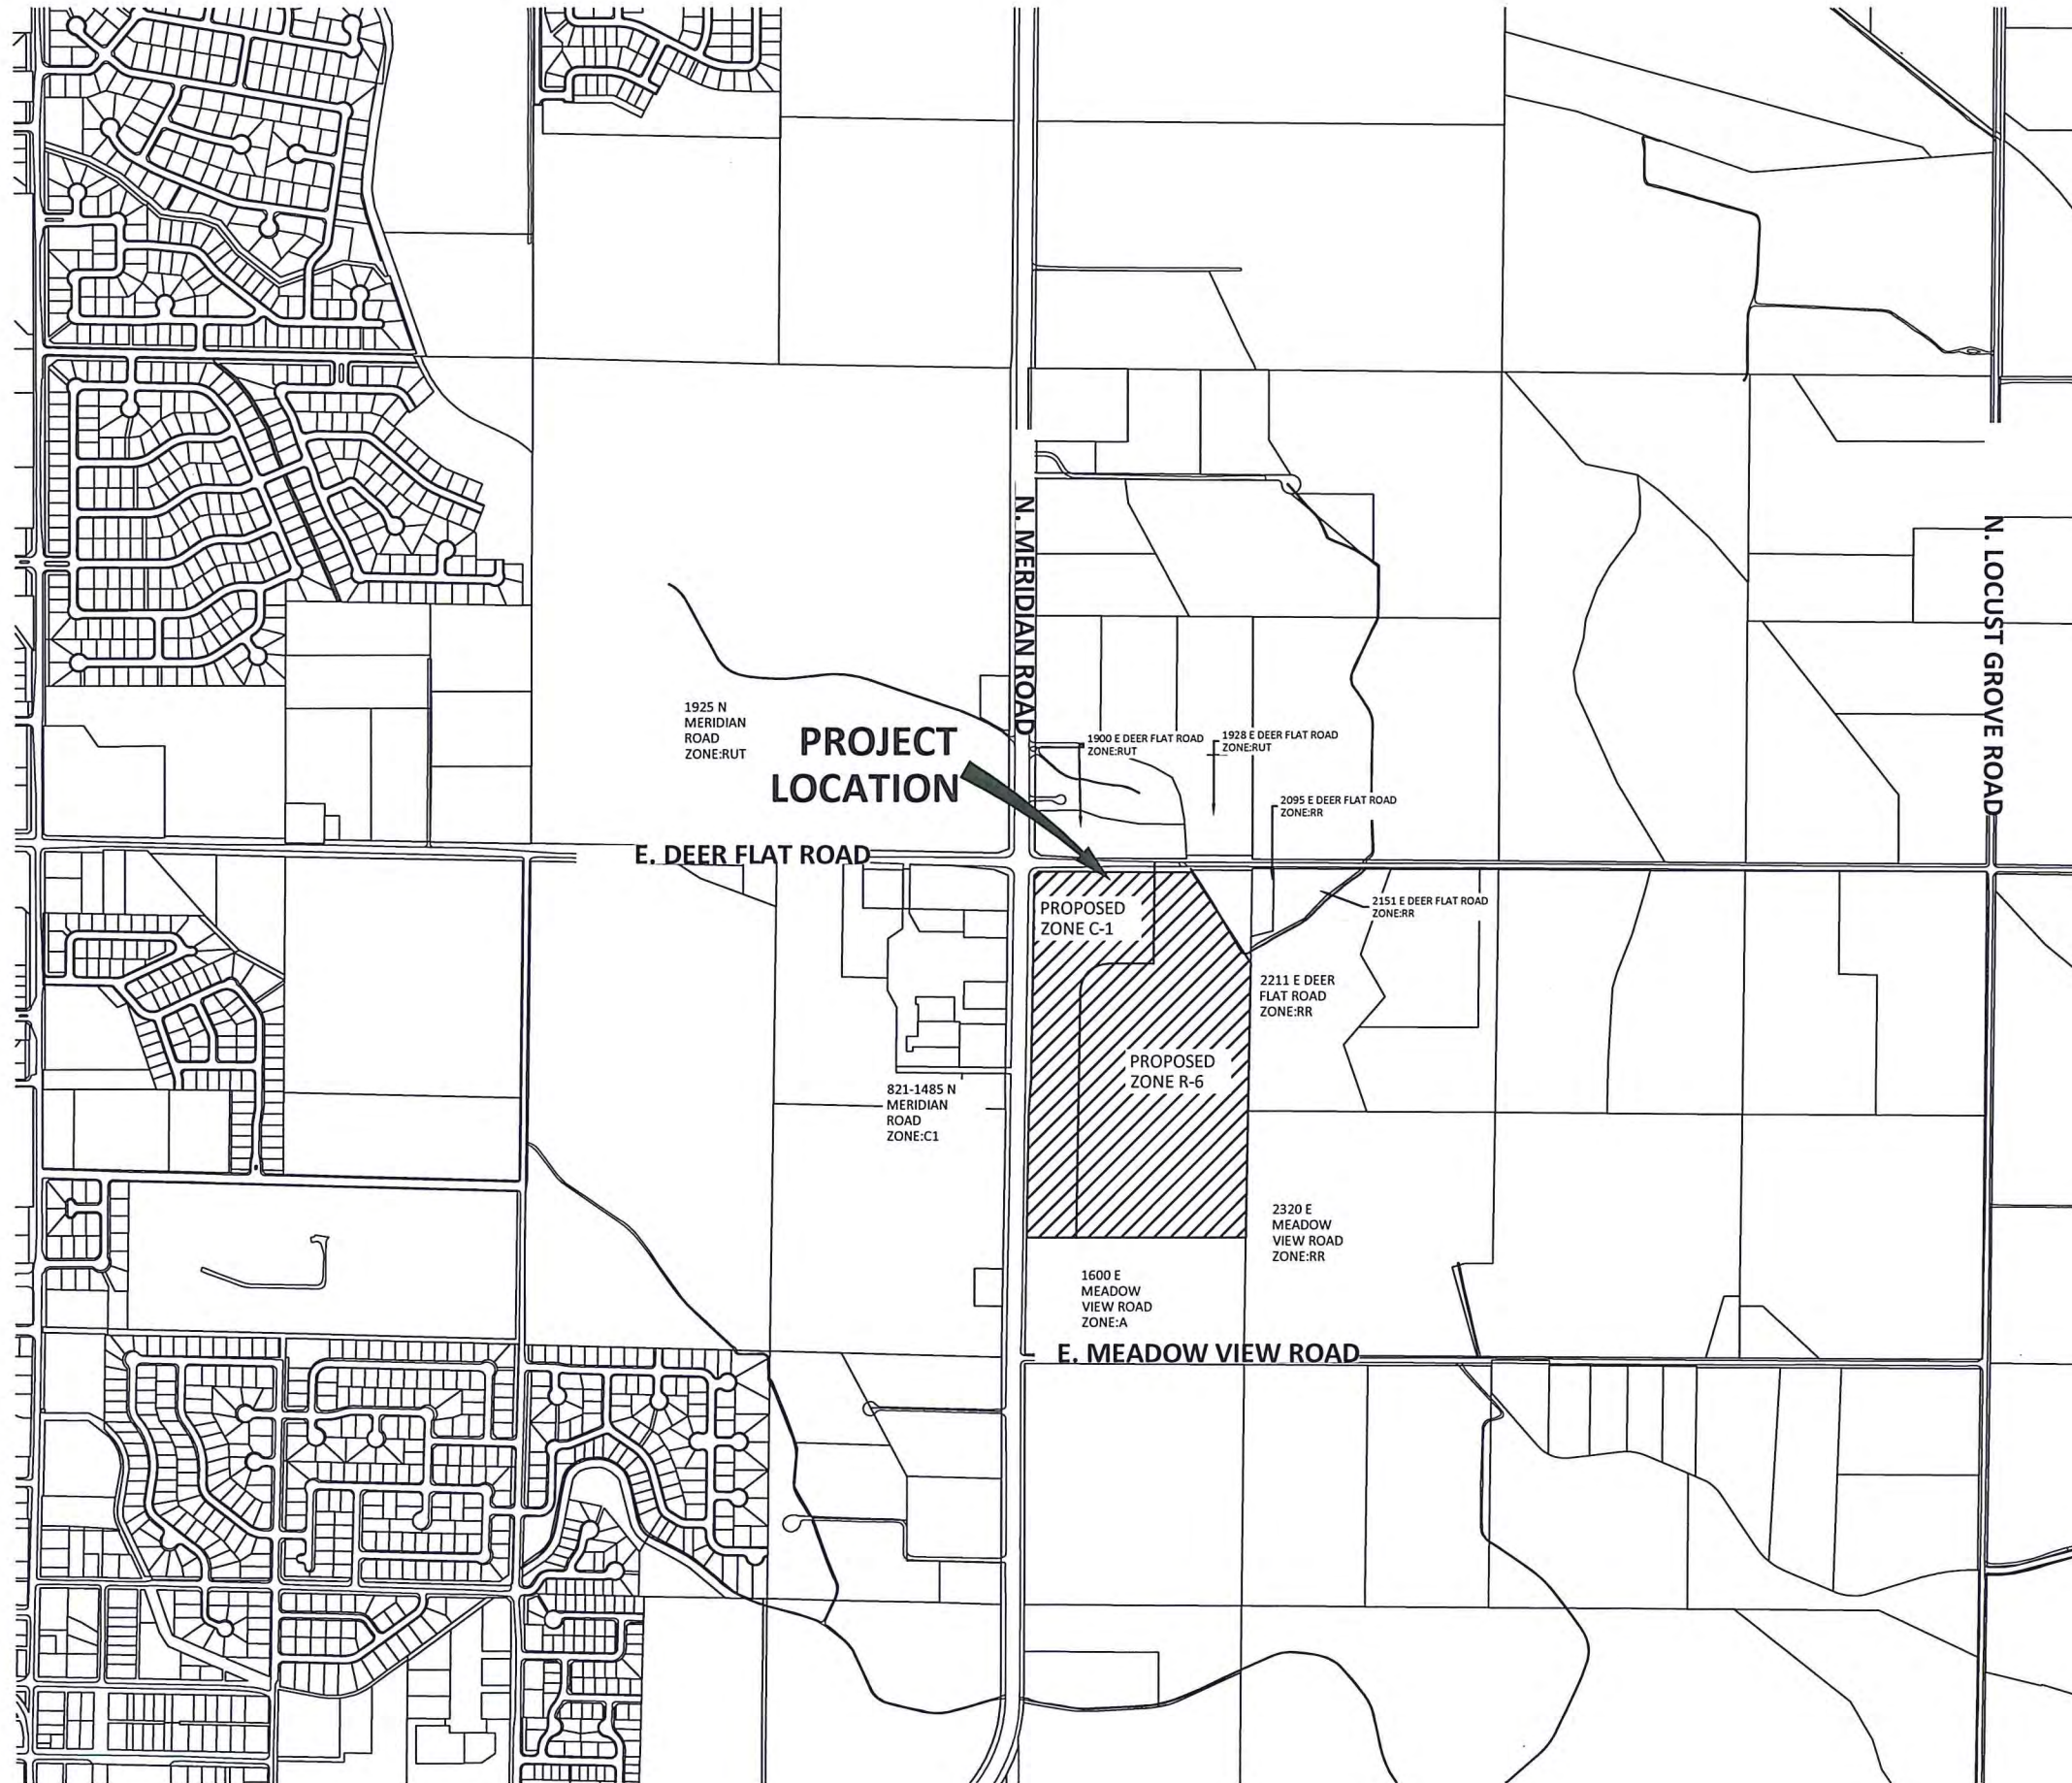 N. MERIDIAN ROAD
N. LOCUST GROVE ROAD
1925 N
MERIDIAN
ROAD
ZONE:RUT
PROJECT
LOCATION
1900 E DEER FLAT ROAD
ZONE:RUT
1928 E DEER FLAT ROAD
ZONE:RUT
2095 E DEER FLAT ROAD
ZONE:RR
E. DEER FLAT ROAD
PROPOSED
ZONE C-1
2151 E DEER FLAT ROAD
ZONE:RR
2211 E DEER
FLAT ROAD
ZONE:RR
PROPOSED
ZONE R-6
821-1485 N
MERIDIAN
ROAD
ZONE:C1
2320 E
MEADOW
VIEW ROAD
ZONE:RR
1600 E
MEADOW
VIEW ROAD
ZONE:A
E. MEADOW VIEW ROAD